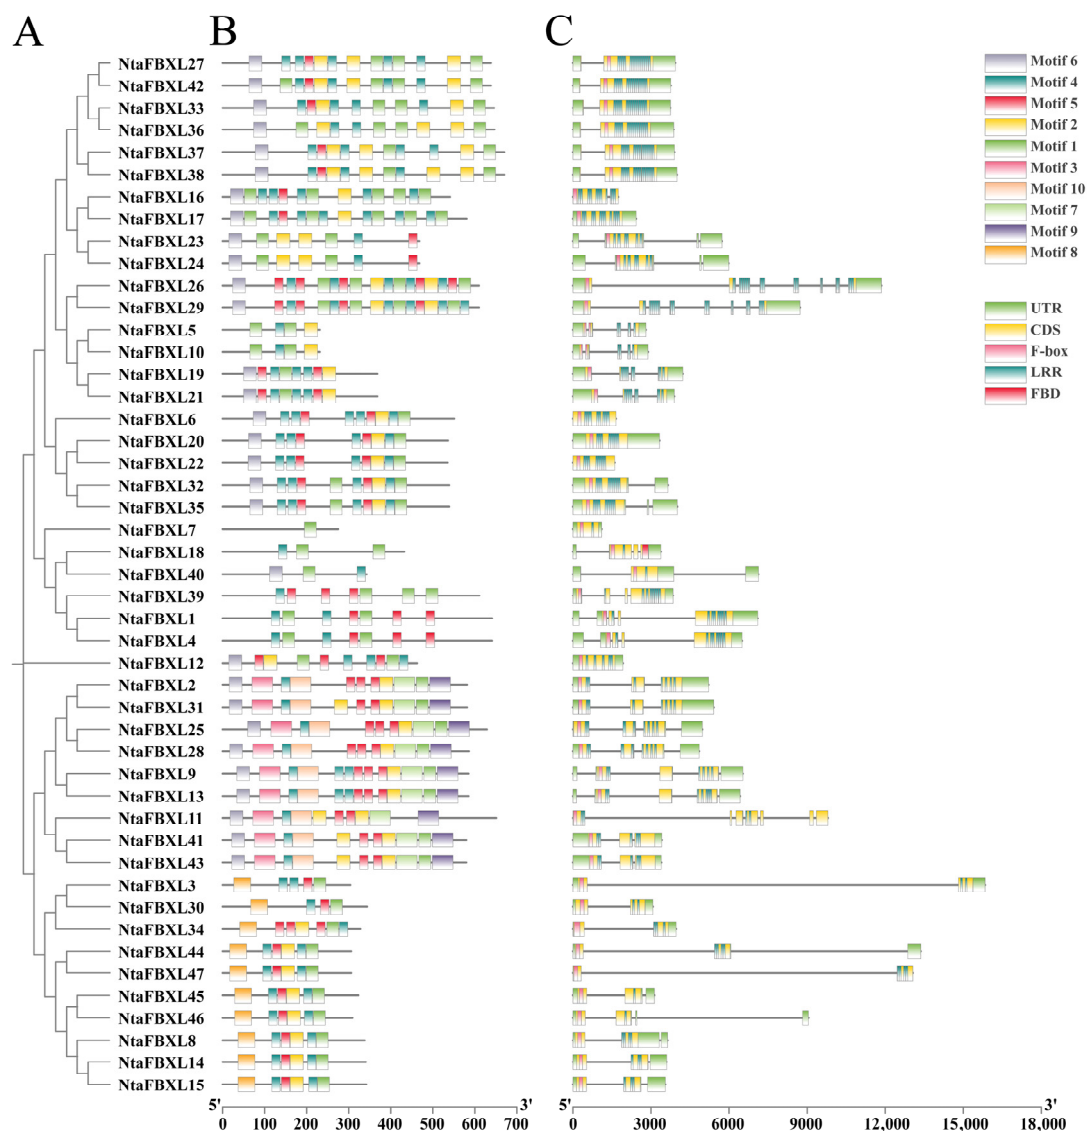 A B C
NtaFBXL27
NtaFBXL42
NtaFBXL33
NtaFBXL36
NtaFBXL37
NtaFBXL38
NtaFBXL16
NtaFBXL17
NtaFBXL23
NtaFBXL24
NtaFBXL26
NtaFBXL29
NtaFBXL5
NtaFBXL10
NtaFBXL19
NtaFBXL21
NtaFBXL6
NtaFBXL20
NtaFBXL22
NtaFBXL32
NtaFBXL35
NtaFBXL7
NtaFBXL18
NtaFBXL40
NtaFBXL39
NtaFBXL1
NtaFBXL4
NtaFBXL12
NtaFBXL2
NtaFBXL31
NtaFBXL25
NtaFBXL28
NtaFBXL9
NtaFBXL13
NtaFBXL11
NtaFBXL41
NtaFBXL43
NtaFBXL3
NtaFBXL30
NtaFBXL34
NtaFBXL44
NtaFBXL47
NtaFBXL45
NtaFBXL46
NtaFBXL8
NtaFBXL14
NtaFBXL15
5' 3'
0 100 200 300 400 500 600 700
5' 3'
0 3000 6000 9000 12,000 15,000 18,000
Motif 6
Motif 4
Motif 5
Motif 2
Motif 1
Motif 3
Motif 10
Motif 7
Motif 9
Motif 8
UTR
CDS
F-box
LRR
FBD